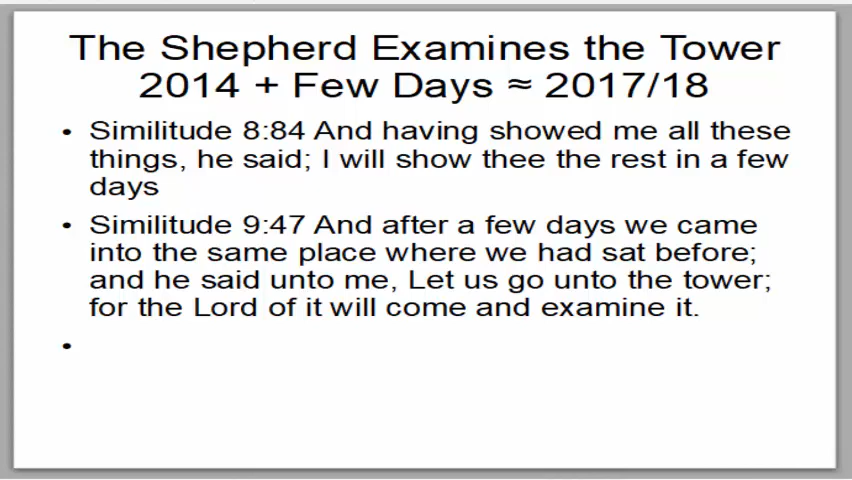 The Shepherd Examines the Tower
2014 + Few Days ≈ 2017/18
• Similitude 8:84 And having showed me all these
things, he said; I will show thee the rest in a few
days
• Similitude 9:47 And after a few days we came
into the same place where we had sat before;
and he said unto me, Let us go unto the tower;
for the Lord of it will come and examine it.
•